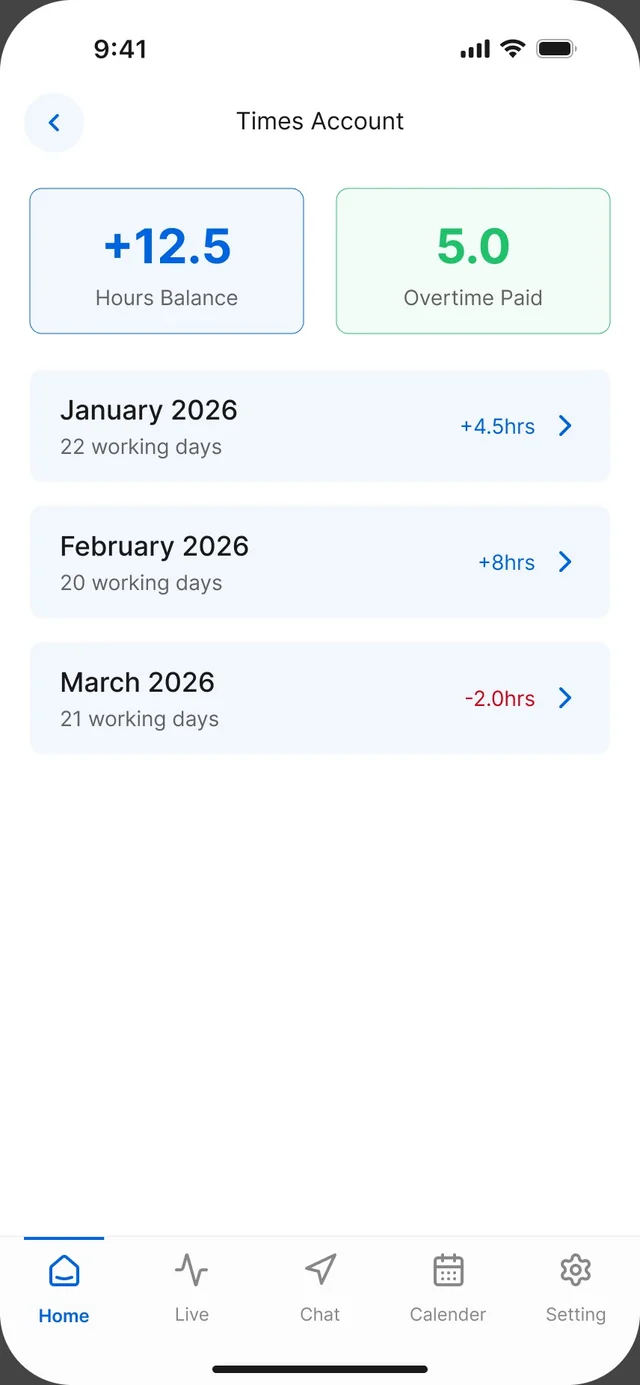 9:41
Times Account
+12.5
Hours Balance
5.0
Overtime Paid
January 2026
22 working days
+4.5hrs
February 2026
20 working days
+8hrs
March 2026
21 working days
-2.0hrs
Home
Live
Chat
Calender
Setting